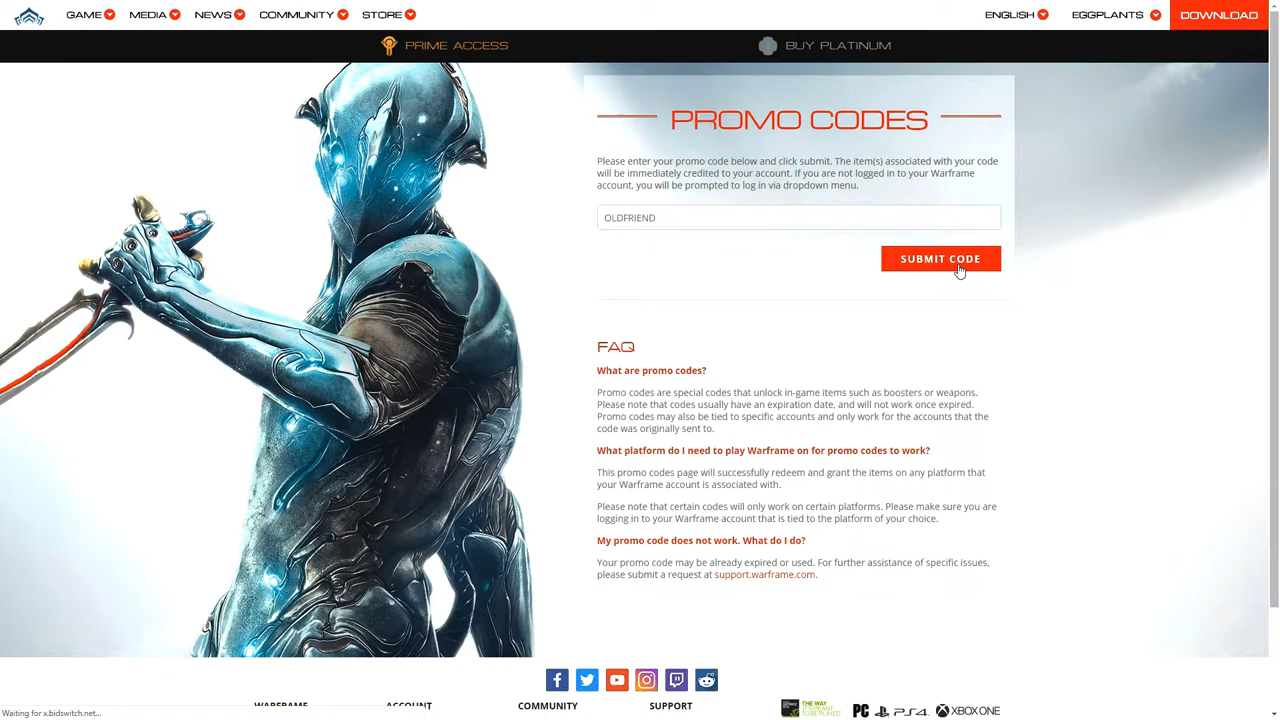 GAME MEDIA NEWS COMMUNITY STORE ENGLISH EGGPLANTS DOWNLOAD
PRIME ACCESS BUY PLATINUM
PROMO CODES
Please enter your promo code below and click submit. The item(s) associated with your code
will be immediately credited to your account. If you are not logged in to your Warframe
account, you will be prompted to log in via dropdown menu.
OLDFRIEND
SUBMIT CODE
FAQ
What are promo codes?
Promo codes are special codes that unlock in-game items such as boosters or weapons.
Please note that codes usually have an expiration date, and will not work once expired.
Promo codes may also be tied to specific accounts and only work for the accounts that the
code was originally sent to.
What platform do I need to play Warframe on for promo codes to work?
This promo codes page will successfully redeem and grant the items on any platform that
your Warframe account is associated with.
Please note that certain codes will only work on certain platforms. Please make sure you are
logging in to your Warframe account that is tied to the platform of your choice.
My promo code does not work. What do I do?
Your promo code may be already expired or used. For further assistance of specific issues,
please submit a request at support.warframe.com.
WARFRAME ACCOUNT COMMUNITY SUPPORT
PC PS4 XBOX ONE
Waiting for x.bidswitch.net...